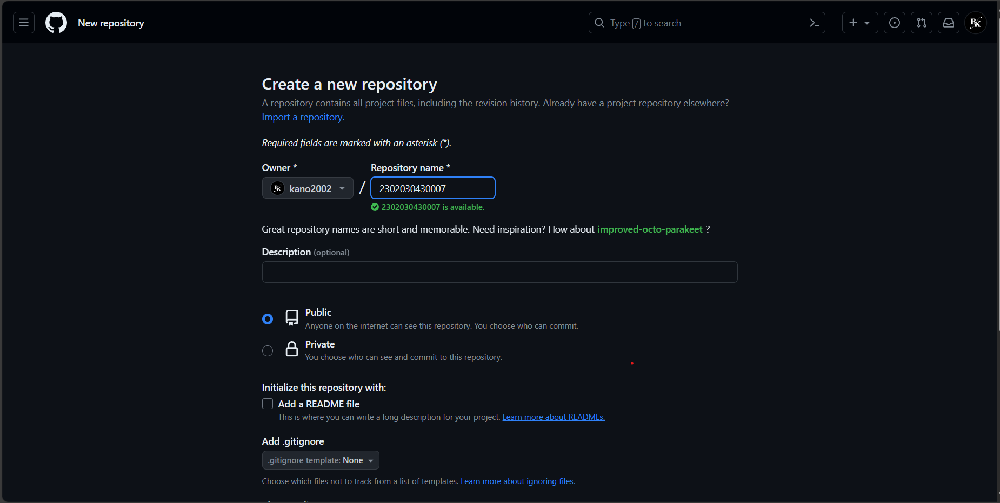 New repository
Type / to search
BK
Create a new repository
A repository contains all project files, including the revision history. Already have a project repository elsewhere?
Import a repository.
Required fields are marked with an asterisk (*).
Owner *
Repository name *
BK kano2002
/
2302030430007
2302030430007 is available.
Great repository names are short and memorable. Need inspiration? How about improved-octo-parakeet ?
Description (optional)
Public
Anyone on the internet can see this repository. You choose who can commit.
Private
You choose who can see and commit to this repository.
Initialize this repository with:
Add a README file
This is where you can write a long description for your project. Learn more about READMEs.
Add .gitignore
.gitignore template: None
Choose which files not to track from a list of templates. Learn more about ignoring files.